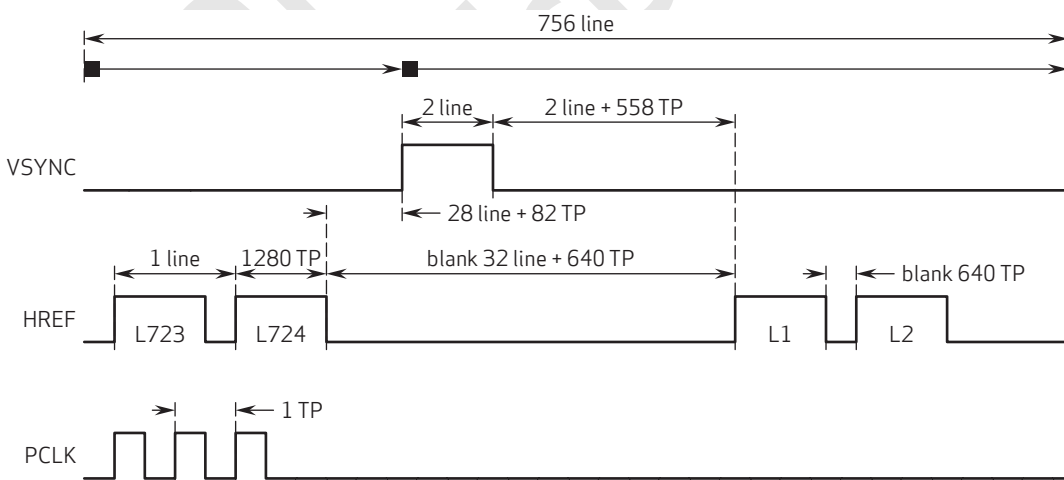 756 line
2 line
2 line + 558 TP
VSYNC
28 line + 82 TP
1 line
1280 TP
blank 32 line + 640 TP
blank 640 TP
HREF
L723
L724
L1
L2
1 TP
PCLK